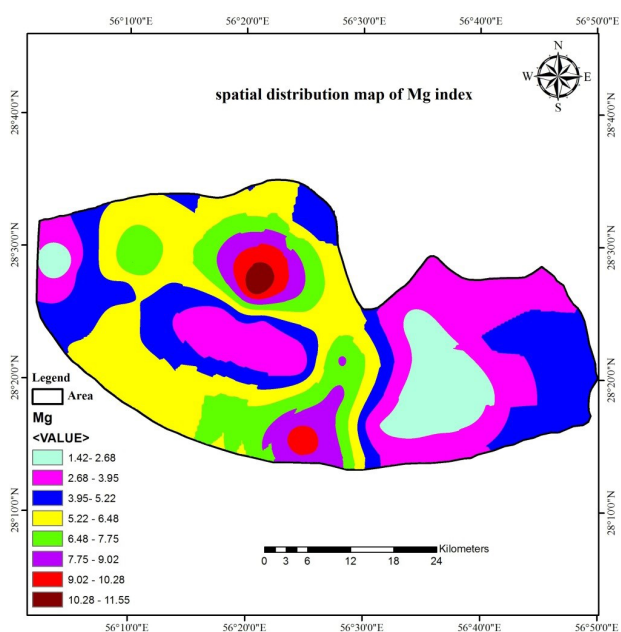 56°10'0"E 56°20'0"E 56°30'0"E 56°40'0"E 56°50'0"E
N
W E
S
spatial distribution map of Mg index
28°40'0"N 28°40'0"N
28°30'0"N 28°30'0"N
28°20'0"N 28°20'0"N
28°10'0"N 28°10'0"N
Legend
Area
Mg
<VALUE>
1.42- 2.68
2.68 - 3.95
3.95- 5.22
5.22 - 6.48
6.48 - 7.75
7.75 - 9.02
9.02 - 10.28
10.28 - 11.55
Kilometers
0 3 6 12 18 24
56°10'0"E 56°20'0"E 56°30'0"E 56°40'0"E 56°50'0"E